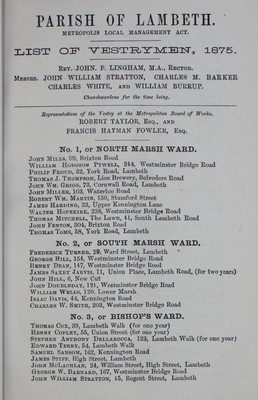 PARISH OF LAMBETH.
METROPOLIS LOCAL MANAGEMENT ACT.
LIST OF VESTRYMEN, 1875.
REV. JOHN. F. LINGHAM, M.A., RECTOR.
MESSRS. JOHN WILLIAM STRATTON, CHARLES M. BARKER
CHARLES WHITE, AND WILLIAM BURRUP.
Churchwardens for the time being.
Representatives of the Vestry at the Metropolitan Board of Works.
ROBERT TAYLOR, ESQ., AND
FRANCIS HAYMAN FOWLER, ESQ.
No. 1, or NORTH MARSH WARD.
JOHN MILLS, 59, Brixton Road
WILLIAM HODGSON PYWELL, 244, Westminster Bridge Road
PHILIP FROUD, 32, York Road, Lambeth
THOMAS J. THOMPSON, Lion Brewery, Belvedere Road
JOHN WM. GRIGG, 73, Cornwall Road, Lambeth
JOHN MILLER, 103, Waterloo Road
ROBERT WM. MARTIN, 150, Stamford Street
JAMES HARDING, 23, Upper Kennington Lane
WALTER HOFKINS, 238, Westminster Bridge Road
THOMAS MITCHELL, The Lawn, 41, South Lambeth Road
JOHN FENTON, 304, Brixton Road
THOMAS TOMS, 58, York Road, Lambeth
No. 2, or SOUTH MARSH WARD.
FREDERICK TURNER, 29, Ward Street, Lambeth
GEORGE HILL, 154, Westminster Bridge Road
HENRY DEAN, 147, Westminster Bridge Road
JAMES SAXBY JARVIS, 11, Union Place, Lambeth Road, (for two years)
JOHN HILL, 6, New Cut
JOHN DOUBLEDAY, 121, Westminster Bridge Road
WILLIAM WELLS, 120, Lower Marsh
ISAAC DAVIS, 44, Kennington Road
CHARLES W. SMITH, 203, Westminster Bridge Road
No. 3, or BISHOP'S WARD.
THOMAS COX, 39, Lambeth Walk (for one year)
HENRY COPLEY, 55, Union Street (for one year)
STEPHEN ANTHONY DELLAROCCA, 123, Lambeth Walk (for one year)
EDWARD TERRY, 54, Lambeth Walk
SAMUEL SANSOM, 162, Kennington Road
JAMES STIFF, High Street, Lambeth
JOHN McLACHLAN, 24, William Street, High Street, Lambeth
GEORGE W. BARNARD, 167, Westminster Bridge Road
JOHN WILLIAM STRATTON, 15, Regent Street, Lambeth